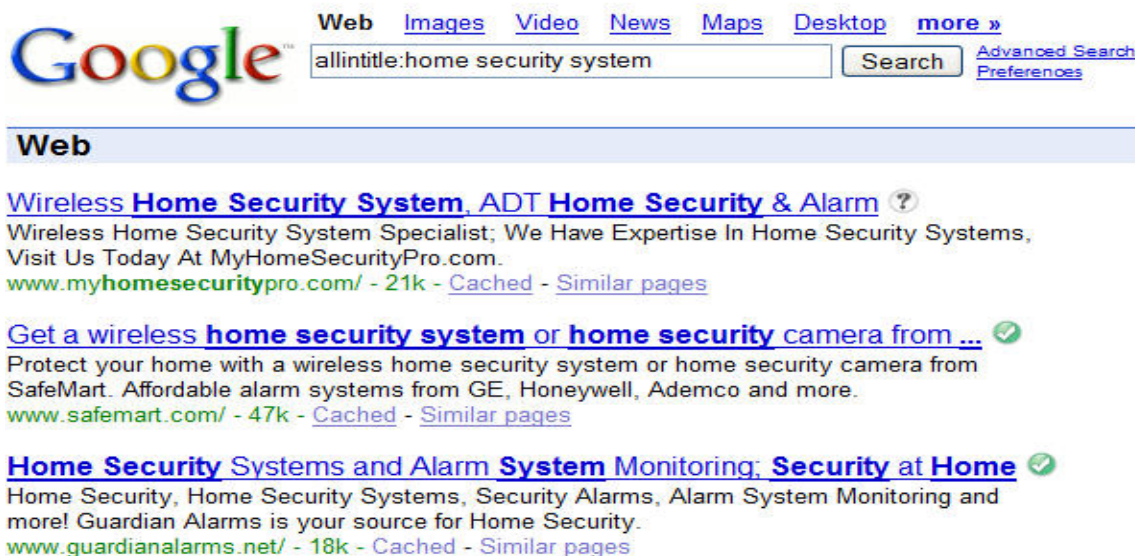 Google™
Web Images Video News Maps Desktop more »
allintitle:home security system Search Advanced Search
Preferences
Web
Wireless Home Security System, ADT Home Security & Alarm ?
Wireless Home Security System Specialist; We Have Expertise In Home Security Systems,
Visit Us Today At MyHomeSecurityPro.com.
www.myhomesecuritypro.com/ - 21k - Cached - Similar pages
Get a wireless home security system or home security camera from ...
Protect your home with a wireless home security system or home security camera from
SafeMart. Affordable alarm systems from GE, Honeywell, Ademco and more.
www.safemart.com/ - 47k - Cached - Similar pages
Home Security Systems and Alarm System Monitoring; Security at Home
Home Security, Home Security Systems, Security Alarms, Alarm System Monitoring and
more! Guardian Alarms is your source for Home Security.
www.guardianalarms.net/ - 18k - Cached - Similar pages